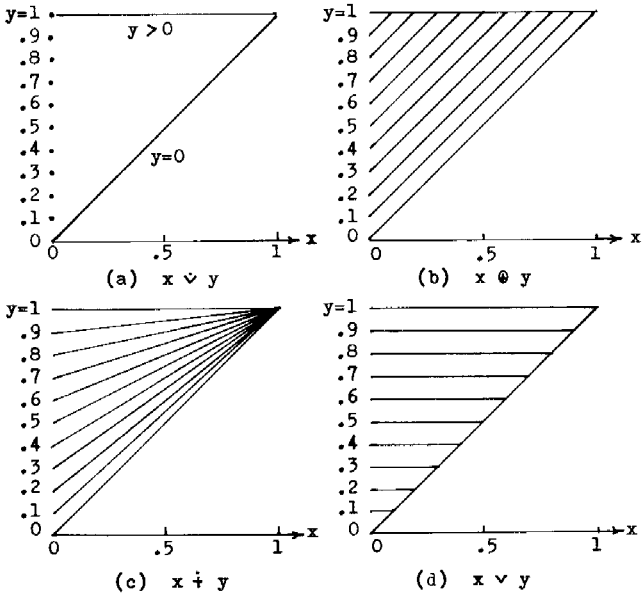 y=1
.9
.8
.7
.6
.5
.4
.3
.2
.1
0
y>0
y=0
0 .5 1 x
(a) x ⩒ y
y=1
.9
.8
.7
.6
.5
.4
.3
.2
.1
0
0 .5 1 x
(b) x ⊕ y
y=1
.9
.8
.7
.6
.5
.4
.3
.2
.1
0
0 .5 1 x
(c) x ∔ y
y=1
.9
.8
.7
.6
.5
.4
.3
.2
.1
0
0 .5 1 x
(d) x ∨ y